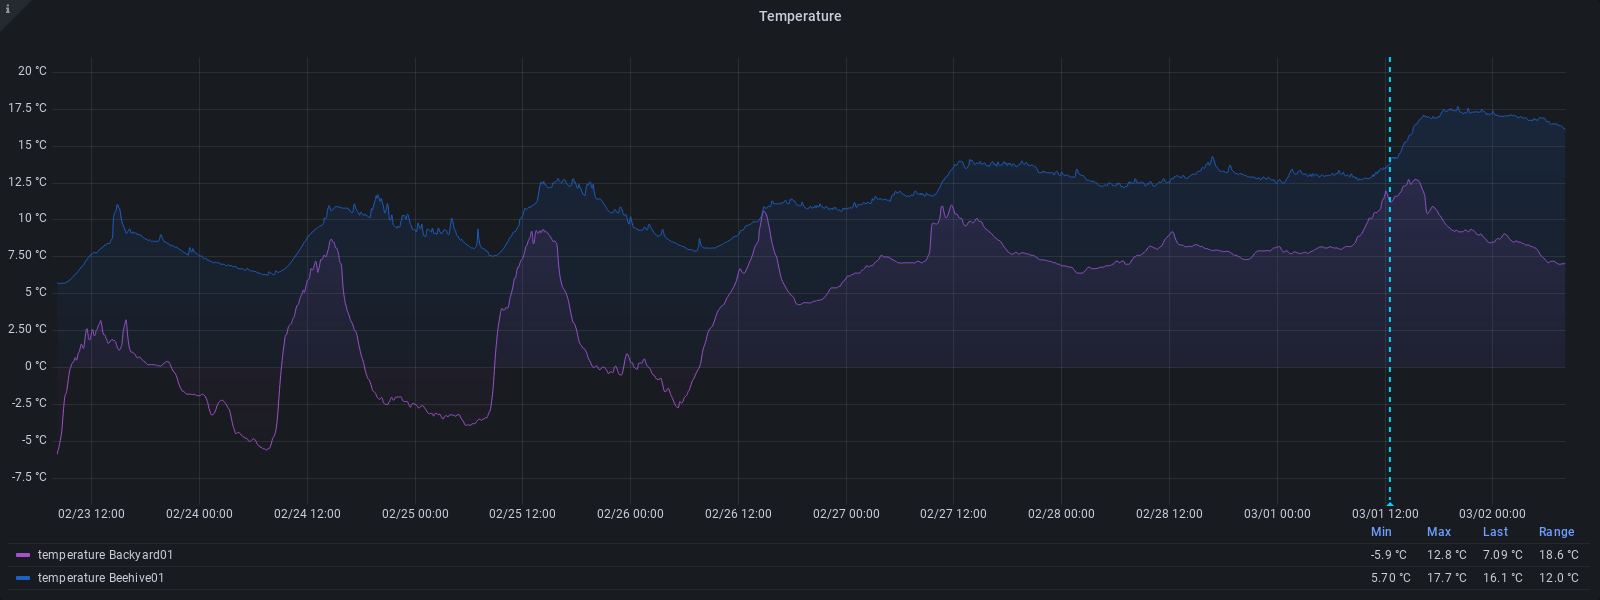 i
Temperature
20 °C
17.5 °C
15 °C
12.5 °C
10 °C
7.50 °C
5 °C
2.50 °C
0 °C
-2.5 °C
-5 °C
-7.5 °C
02/23 12:00 02/24 00:00 02/24 12:00 02/25 00:00 02/25 12:00 02/26 00:00 02/26 12:00 02/27 00:00 02/27 12:00 02/28 00:00 02/28 12:00 03/01 00:00 03/01 12:00 03/02 00:00
Min Max Last Range
temperature Backyard01 -5.9 °C 12.8 °C 7.09 °C 18.6 °C
temperature Beehive01 5.70 °C 17.7 °C 16.1 °C 12.0 °C